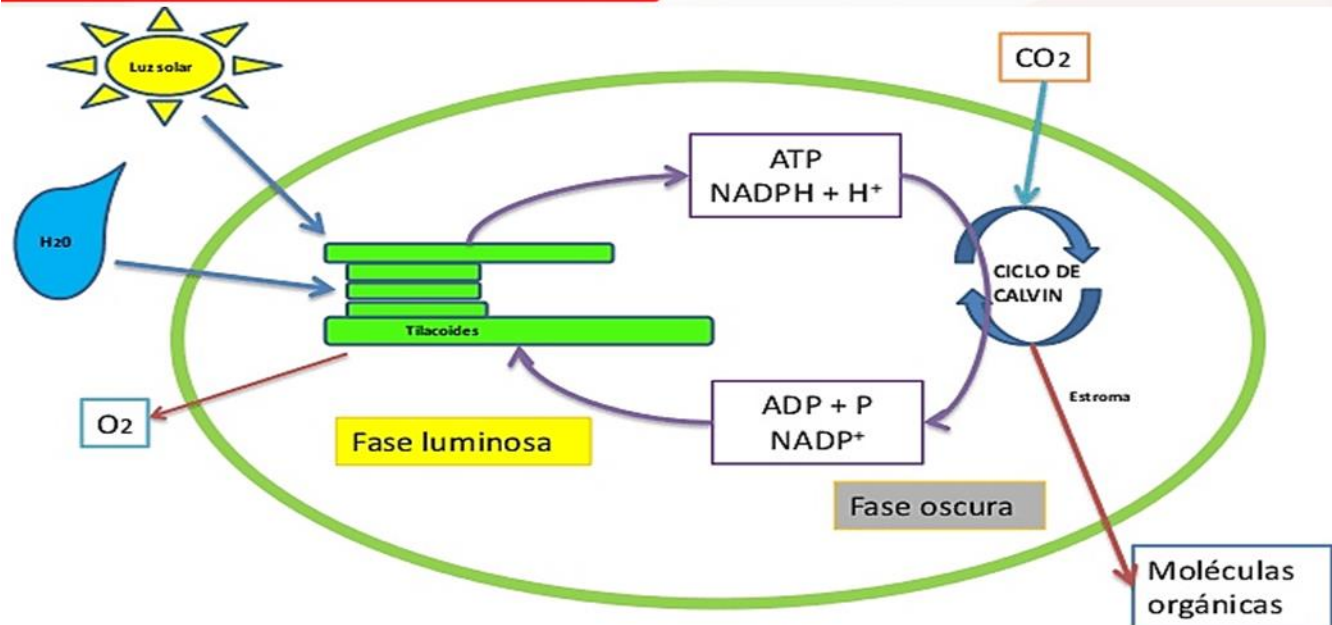 Luz solar
CO2
ATP
NADPH + H+
H20
CICLO DE
CALVIN
Tilacoides
ADP + P
NADP+
Estroma
O2
Fase luminosa
Fase oscura
Moléculas
orgánicas